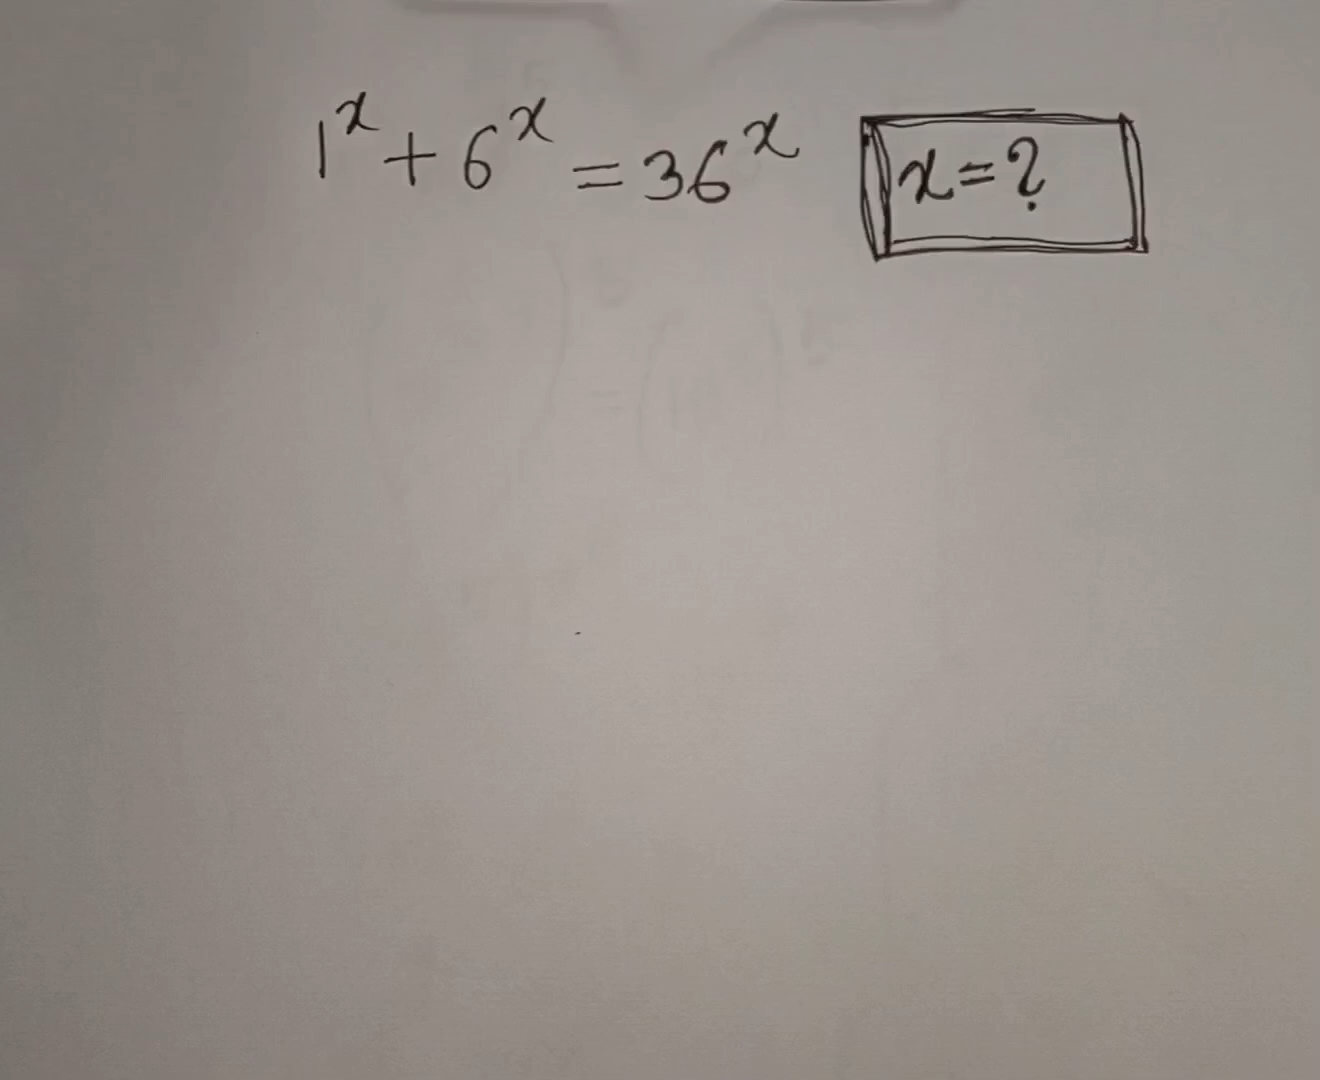 1^x + 6^x = 36^x x = ?